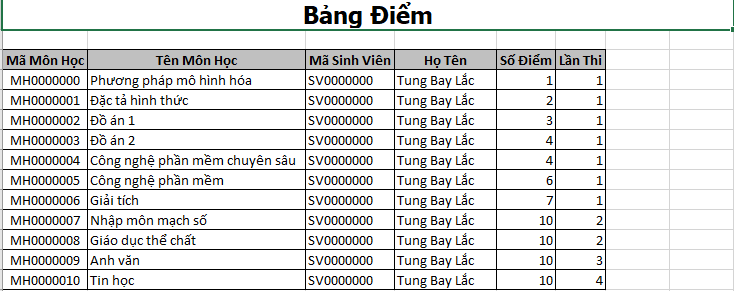 Bảng Điểm
Mã Môn Học Tên Môn Học Mã Sinh Viên Họ Tên Số Điểm Lần Thi
MH0000000 Phương pháp mô hình hóa SV0000000 Tung Bay Lắc 1 1
MH0000001 Đặc tả hình thức SV0000000 Tung Bay Lắc 2 1
MH0000002 Đồ án 1 SV0000000 Tung Bay Lắc 3 1
MH0000003 Đồ án 2 SV0000000 Tung Bay Lắc 4 1
MH0000004 Công nghệ phần mềm chuyên sâu SV0000000 Tung Bay Lắc 4 1
MH0000005 Công nghệ phần mềm SV0000000 Tung Bay Lắc 6 1
MH0000006 Giải tích SV0000000 Tung Bay Lắc 7 1
MH0000007 Nhập môn mạch số SV0000000 Tung Bay Lắc 10 2
MH0000008 Giáo dục thể chất SV0000000 Tung Bay Lắc 10 2
MH0000009 Anh văn SV0000000 Tung Bay Lắc 10 3
MH0000010 Tin học SV0000000 Tung Bay Lắc 10 4